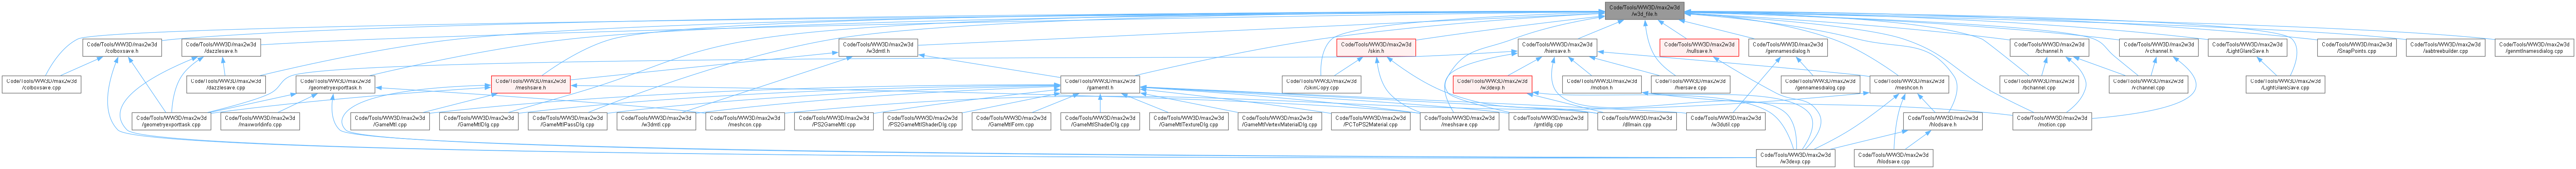 Code/Tools/WW3D/max2w3d
/w3d_file.h
Code/Tools/WW3D/max2w3d
/colboxsave.h
Code/Tools/WW3D/max2w3d
/dazzlesave.h
Code/Tools/WW3D/max2w3d
/w3dmtl.h
Code/Tools/WW3D/max2w3d
/skin.h
Code/Tools/WW3D/max2w3d
/hiersave.h
Code/Tools/WW3D/max2w3d
/nullsave.h
Code/Tools/WW3D/max2w3d
/gennamesdialog.h
Code/Tools/WW3D/max2w3d
/bchannel.h
Code/Tools/WW3D/max2w3d
/rchannel.h
Code/Tools/WW3D/max2w3d
/LightGlareSave.h
Code/Tools/WW3D/max2w3d
/SnapPoints.cpp
Code/Tools/WW3D/max2w3d
/aabtreebuilder.cpp
Code/Tools/WW3D/max2w3d
/genmtlnamesdialog.cpp
Code/Tools/WW3D/max2w3d
/colboxsave.cpp
Code/Tools/WW3D/max2w3d
/dazzlesave.cpp
Code/Tools/WW3D/max2w3d
/geometryexporttask.h
Code/Tools/WW3D/max2w3d
/meshsave.h
Code/Tools/WW3D/max2w3d
/gamemtl.h
Code/Tools/WW3D/max2w3d
/SkinCopy.cpp
Code/Tools/WW3D/max2w3d
/w3dexp.h
Code/Tools/WW3D/max2w3d
/motion.h
Code/Tools/WW3D/max2w3d
/hiersave.cpp
Code/Tools/WW3D/max2w3d
/gennamesdialog.cpp
Code/Tools/WW3D/max2w3d
/meshcon.h
Code/Tools/WW3D/max2w3d
/bchannel.cpp
Code/Tools/WW3D/max2w3d
/rchannel.cpp
Code/Tools/WW3D/max2w3d
/LightGlareSave.cpp
Code/Tools/WW3D/max2w3d
/geometryexporttask.cpp
Code/Tools/WW3D/max2w3d
/maxworldinfo.cpp
Code/Tools/WW3D/max2w3d
/GameMtl.cpp
Code/Tools/WW3D/max2w3d
/GameMtlDlg.cpp
Code/Tools/WW3D/max2w3d
/GameMtlPassDlg.cpp
Code/Tools/WW3D/max2w3d
/w3dmtl.cpp
Code/Tools/WW3D/max2w3d
/meshcon.cpp
Code/Tools/WW3D/max2w3d
/PS2GameMtl.cpp
Code/Tools/WW3D/max2w3d
/PS2GameMtlShaderDlg.cpp
Code/Tools/WW3D/max2w3d
/GameMtlForm.cpp
Code/Tools/WW3D/max2w3d
/GameMtlShaderDlg.cpp
Code/Tools/WW3D/max2w3d
/GameMtlTextureDlg.cpp
Code/Tools/WW3D/max2w3d
/GameMtlVertexMaterialDlg.cpp
Code/Tools/WW3D/max2w3d
/PCToPS2Material.cpp
Code/Tools/WW3D/max2w3d
/meshsave.cpp
Code/Tools/WW3D/max2w3d
/gmtldlg.cpp
Code/Tools/WW3D/max2w3d
/dllmain.cpp
Code/Tools/WW3D/max2w3d
/w3dutil.cpp
Code/Tools/WW3D/max2w3d
/hlodsave.h
Code/Tools/WW3D/max2w3d
/motion.cpp
Code/Tools/WW3D/max2w3d
/w3dexp.cpp
Code/Tools/WW3D/max2w3d
/hlodsave.cpp